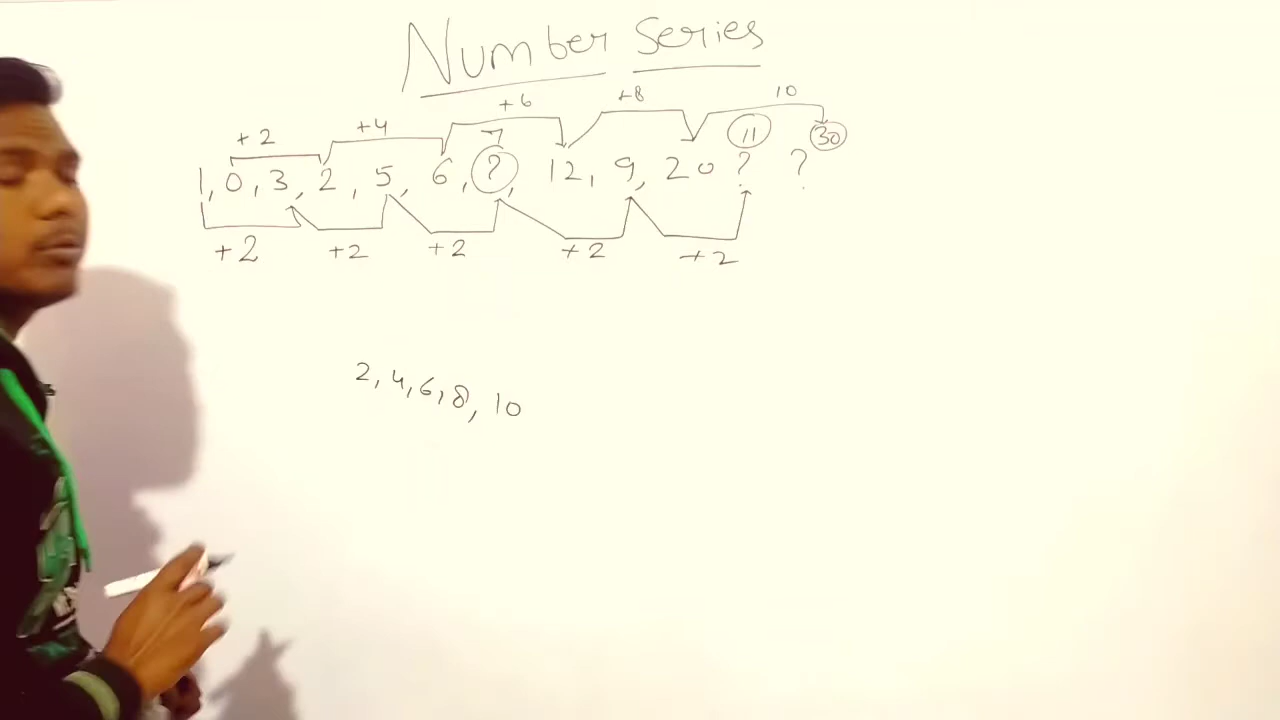 Number Series
+2 +4 +6 +8 10
7 11 30
1, 0, 3, 2, 5, 6, ?, 12, 9, 20 ? ?
+2 +2 +2 +2 +2
2, 4, 6, 8, 10